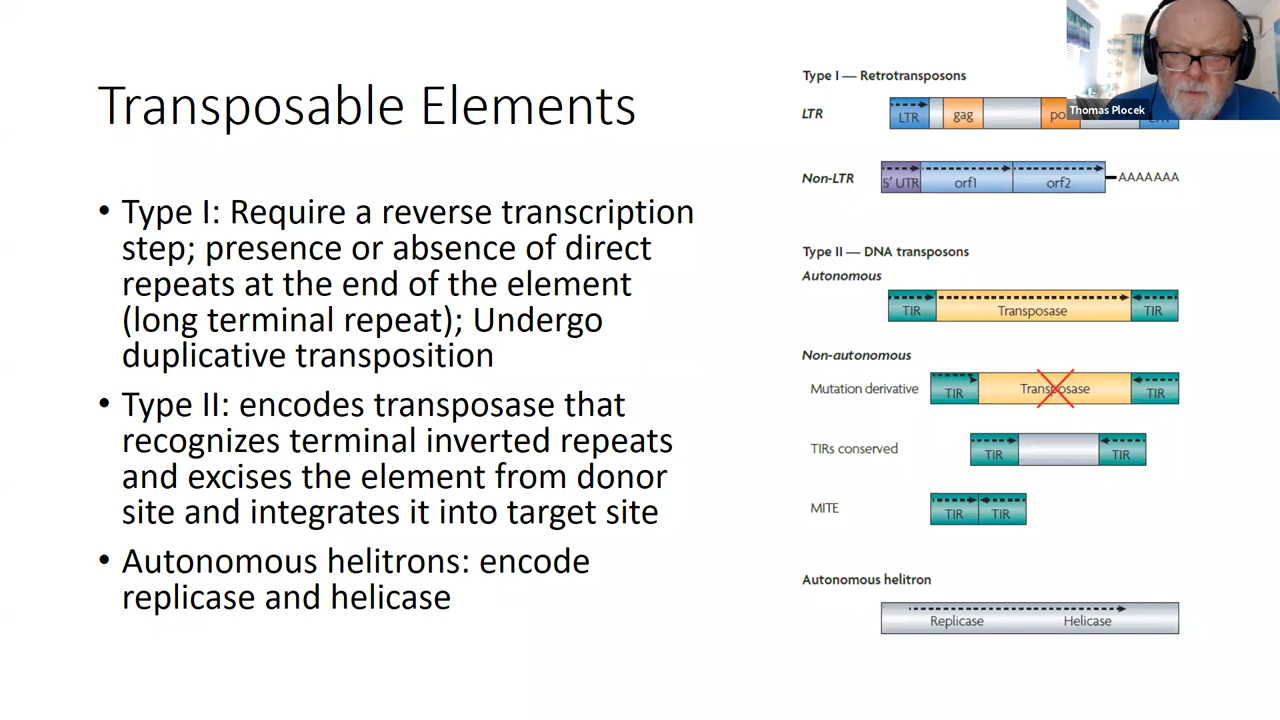 Transposable Elements
• Type I: Require a reverse transcription
step; presence or absence of direct
repeats at the end of the element
(long terminal repeat); Undergo
duplicative transposition
• Type II: encodes transposase that
recognizes terminal inverted repeats
and excises the element from donor
site and integrates it into target site
• Autonomous helitrons: encode
replicase and helicase
Type I — Retrotransposons
LTR
LTR gag
Thomas Plocek
Non-LTR
5′ UTR orf1 orf2 AAAAAAA
Type II — DNA transposons
Autonomous
TIR Transposase TIR
Non-autonomous
Mutation derivative
TIR Transposase TIR
TIRs conserved
TIR TIR
MITE
TIR TIR
Autonomous helitron
Replicase Helicase